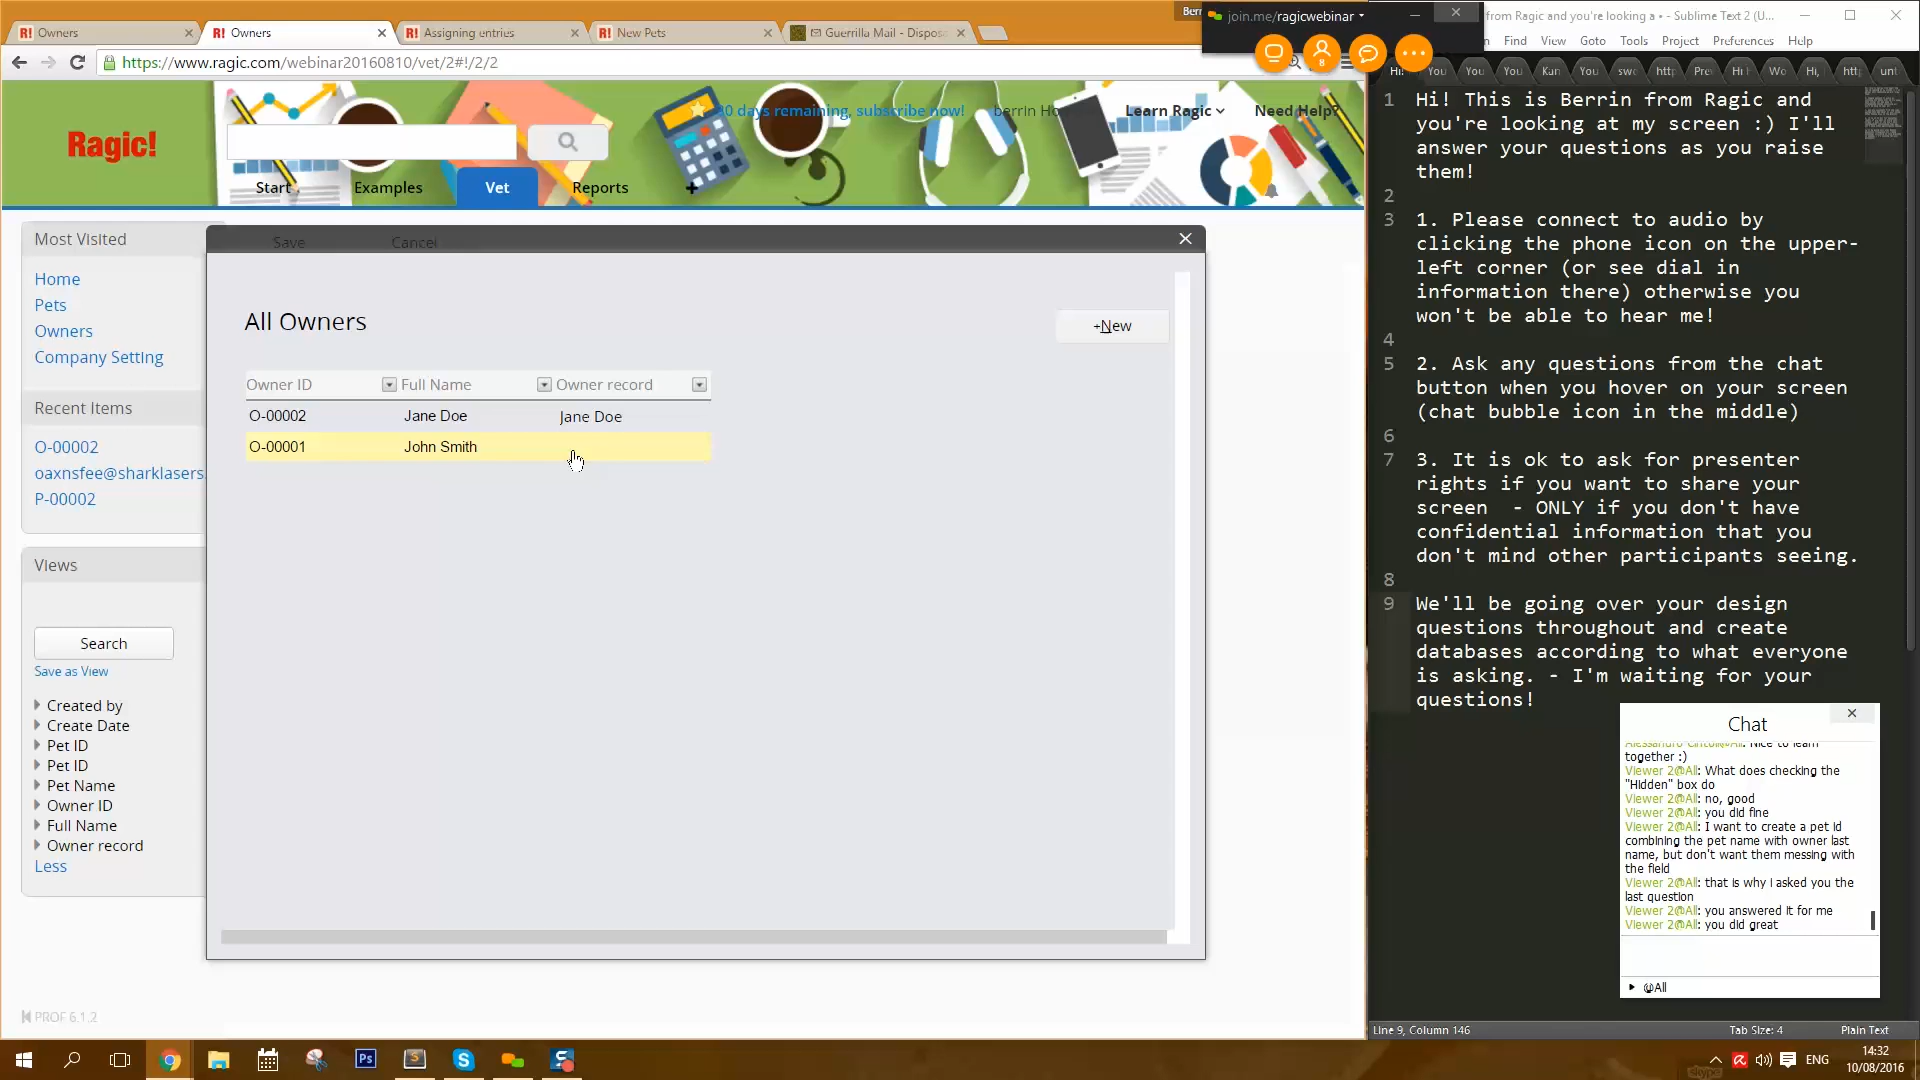 Owners
Owners
Assigning entries
New Pets
Guerrilla Mail - Dispos
join.me/ragicwebinar
from Ragic and you're looking a • - Sublime Text 2 (U...
Find View Goto Tools Project Preferences Help
https://www.ragic.com/webinar20160810/vet/2#!/2/2
8
You
You
You
Kun
You
swe
http
Pre
Hi H
Wo
Hi,
htt
unt
Ragic!
days remaining, subscribe now!
berrin
Learn Ragic
Need Help?
Start
Examples
Vet
Reports
+
Most Visited
Home
Pets
Owners
Company Setting
Recent Items
O-00002
oaxnsfee@sharklasers.
P-00002
Views
Search
Save as View
Created by
Create Date
Pet ID
Pet ID
Pet Name
Owner ID
Full Name
Owner record
Less
PROF 6.1.2
Save
Cancel
All Owners
+New
Owner ID Full Name Owner record
O-00002 Jane Doe Jane Doe
O-00001 John Smith
1 Hi! This is Berrin from Ragic and
you're looking at my screen :) I'll
answer your questions as you raise
them!
2
3 1. Please connect to audio by
clicking the phone icon on the upper-
left corner (or see dial in
information there) otherwise you
won't be able to hear me!
4
5 2. Ask any questions from the chat
button when you hover on your screen
(chat bubble icon in the middle)
6
7 3. It is ok to ask for presenter
rights if you want to share your
screen - ONLY if you don't have
confidential information that you
don't mind other participants seeing.
8
9 We'll be going over your design
questions throughout and create
databases according to what everyone
is asking. - I'm waiting for your
questions!
Chat
together :)
Viewer 2@All: What does checking the
"Hidden" box do
Viewer 2@All: no, good
Viewer 2@All: you did fine
Viewer 2@All: I want to create a pet id
combining the pet name with owner last
name, but don't want them messing with
the field
Viewer 2@All: that is why i asked you the
last question
Viewer 2@All: you answered it for me
Viewer 2@All: you did great
@All
Line 9, Column 146
Tab Size: 4
Plain Text
Ps
ENG
14:32
10/08/2016